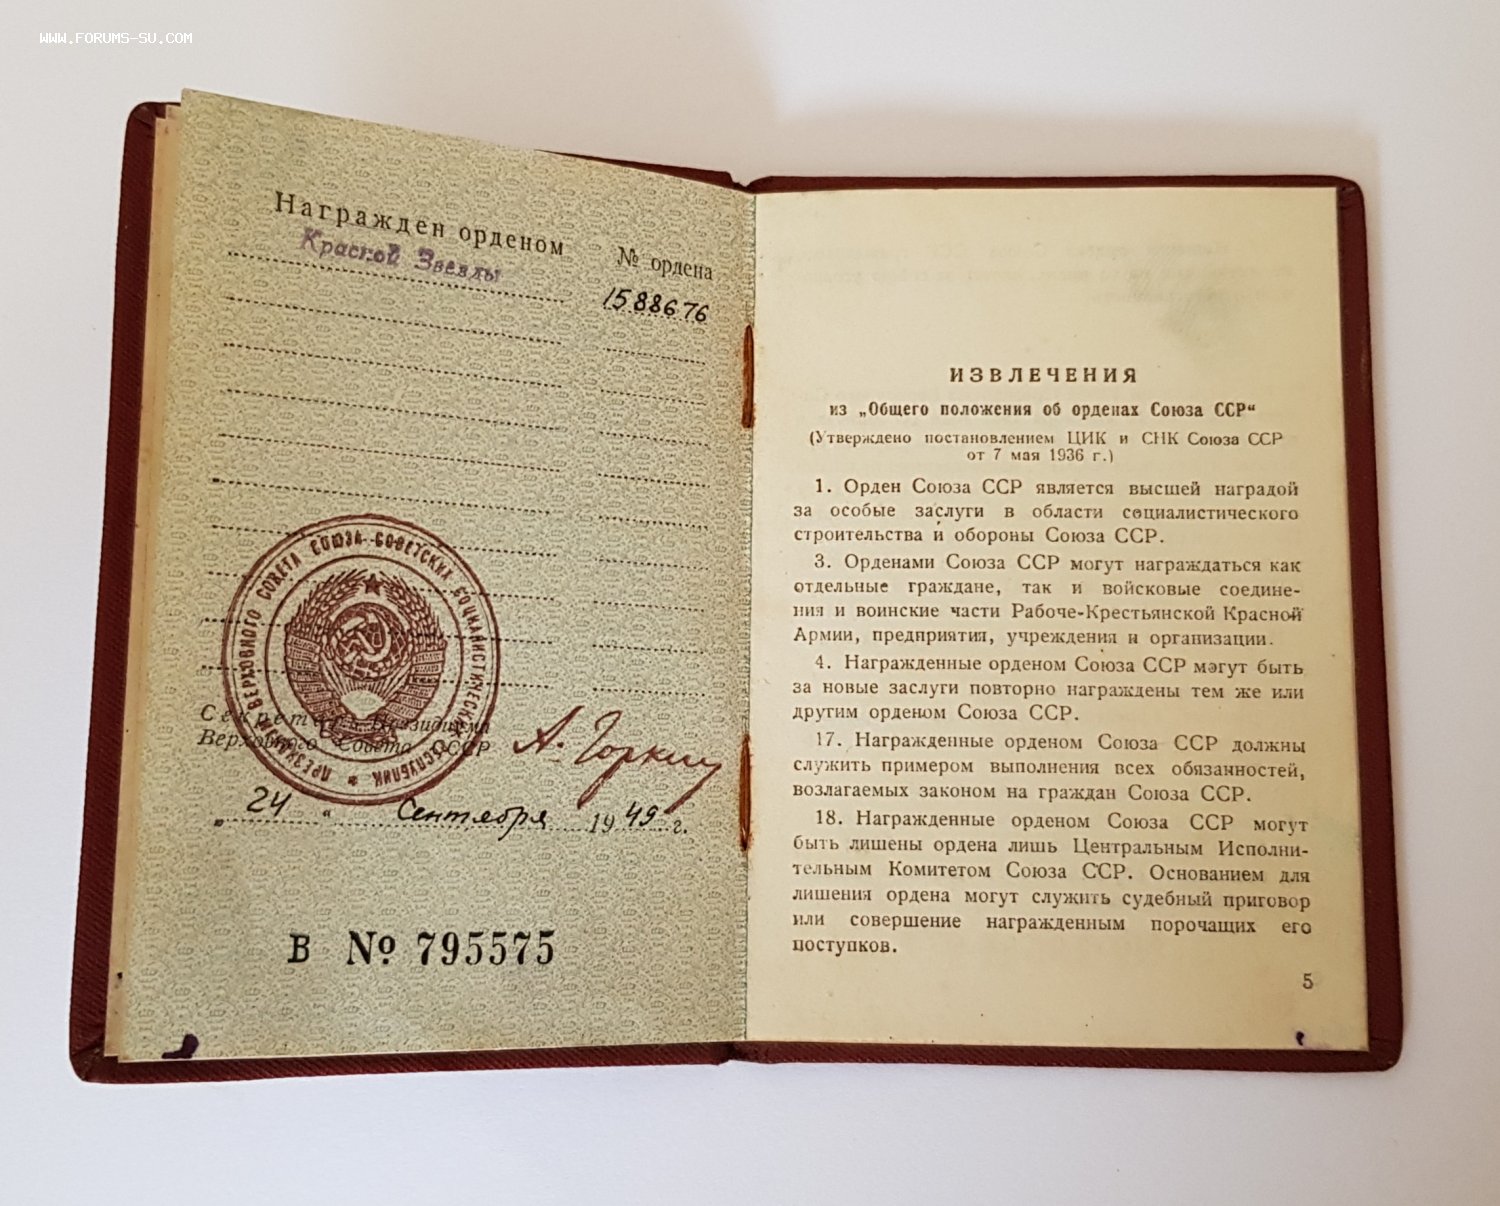 WWW.FORUMS-SU.COM
Награжден орденом
№ ордена
Красной Звезды
1588676
ПРЕЗИДИУМ ВЕРХОВНОГО СОВЕТА СОЮЗА СОВЕТСКИХ СОЦИАЛИСТИЧЕСКИХ РЕСПУБЛИК
Секретарь Президиума
Верховного Совета СССР
А. Горкин
„ 24 “ Сентября 1949 г.
В № 795575
ИЗВЛЕЧЕНИЯ
из „Общего положения об орденах Союза ССР“
(Утверждено постановлением ЦИК и СНК Союза ССР
от 7 мая 1936 г.)
1. Орден Союза ССР является высшей наградой
за особые заслуги в области социалистического
строительства и обороны Союза ССР.
3. Орденами Союза ССР могут награждаться как
отдельные граждане, так и войсковые соедине-
ния и воинские части Рабоче-Крестьянской Красной
Армии, предприятия, учреждения и организации.
4. Награжденные орденом Союза ССР могут быть
за новые заслуги повторно награждены тем же или
другим орденом Союза ССР.
17. Награжденные орденом Союза ССР должны
служить примером выполнения всех обязанностей,
возлагаемых законом на граждан Союза ССР.
18. Награжденные орденом Союза ССР могут
быть лишены ордена лишь Центральным Исполни-
тельным Комитетом Союза ССР. Основанием для
лишения ордена могут служить судебный приговор
или совершение награжденным порочащих его
поступков.
5